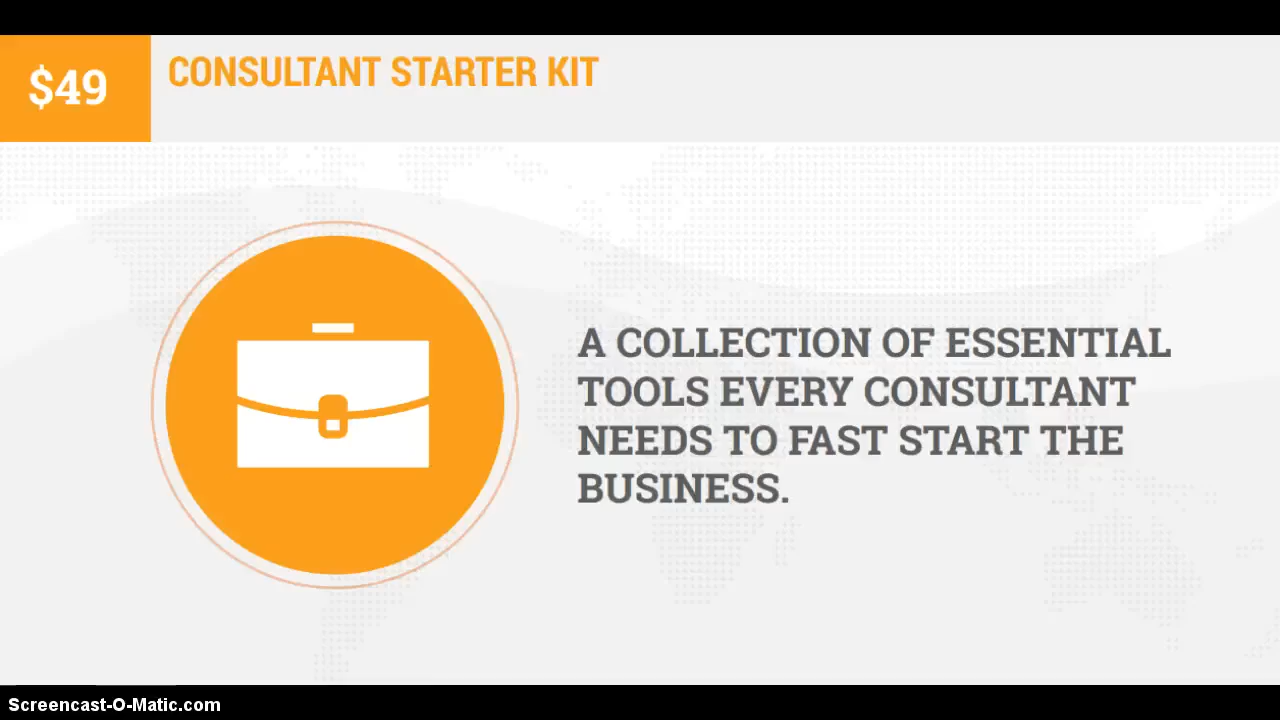 $49
CONSULTANT STARTER KIT
A COLLECTION OF ESSENTIAL
TOOLS EVERY CONSULTANT
NEEDS TO FAST START THE
BUSINESS.
Screencast-O-Matic.com